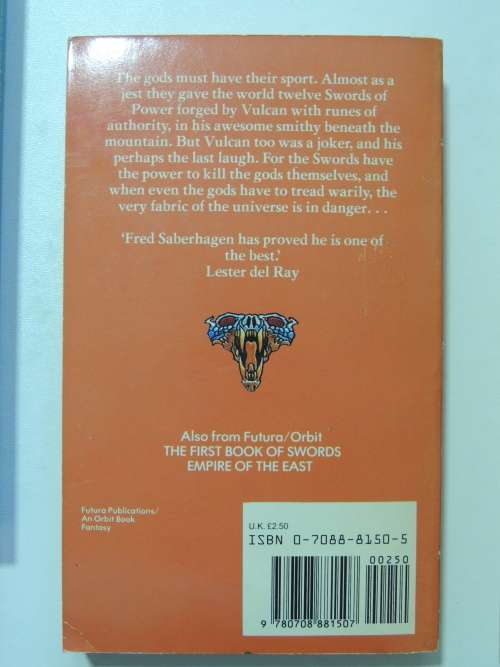 The gods must have their sport. Almost as a
jest they gave the world twelve Swords of
Power forged by Vulcan with runes of
authority, in his awesome smithy beneath the
mountain. But Vulcan too was a joker, and his
perhaps the last laugh. For the Swords have
the power to kill the gods themselves, and
when even the gods have to tread warily, the
very fabric of the universe is in danger. . .
'Fred Saberhagen has proved he is one of
the best.'
Lester del Ray
Also from Futura/Orbit
THE FIRST BOOK OF SWORDS
EMPIRE OF THE EAST
Futura Publications/
An Orbit Book
Fantasy
U.K. £2.50
ISBN 0-7088-8150-5
00250
9 780708 881507